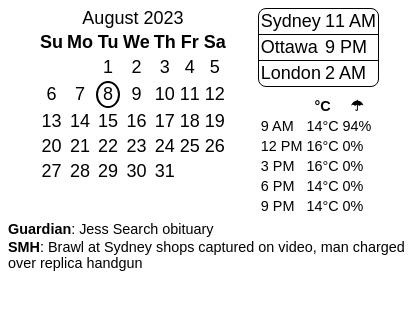 August 2023
Su Mo Tu We Th Fr Sa
1 2 3 4 5
6 7 8 9 10 11 12
13 14 15 16 17 18 19
20 21 22 23 24 25 26
27 28 29 30 31
Sydney 11 AM
Ottawa 9 PM
London 2 AM
°C ☂
9 AM 14°C 94%
12 PM 16°C 0%
3 PM 16°C 0%
6 PM 14°C 0%
9 PM 14°C 0%
Guardian: Jess Search obituary
SMH: Brawl at Sydney shops captured on video, man charged
over replica handgun